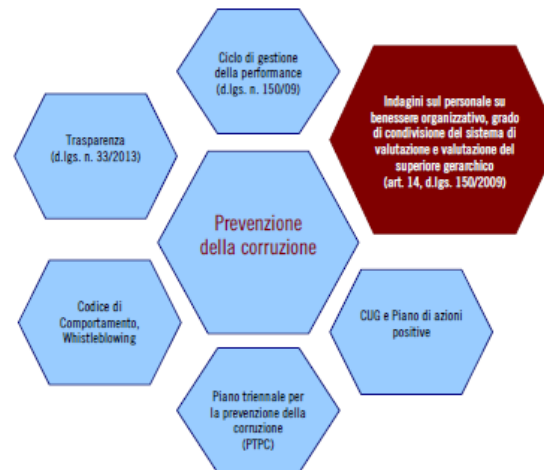 Ciclo di gestione
della performance
(d.lgs. n. 150/09)
Indagini sul personale su
benessere organizzativo, grado
di condivisione del sistema di
valutazione e valutazione del
superiore gerarchico
(art. 14, d.lgs. 150/2009)
Trasparenza
(d.lgs. n. 33/2013)
Prevenzione
della corruzione
Codice di
Comportamento,
Whistleblowing
CUG e Piano di azioni
positive
Piano triennale per
la prevenzione della
corruzione
(PTPC)